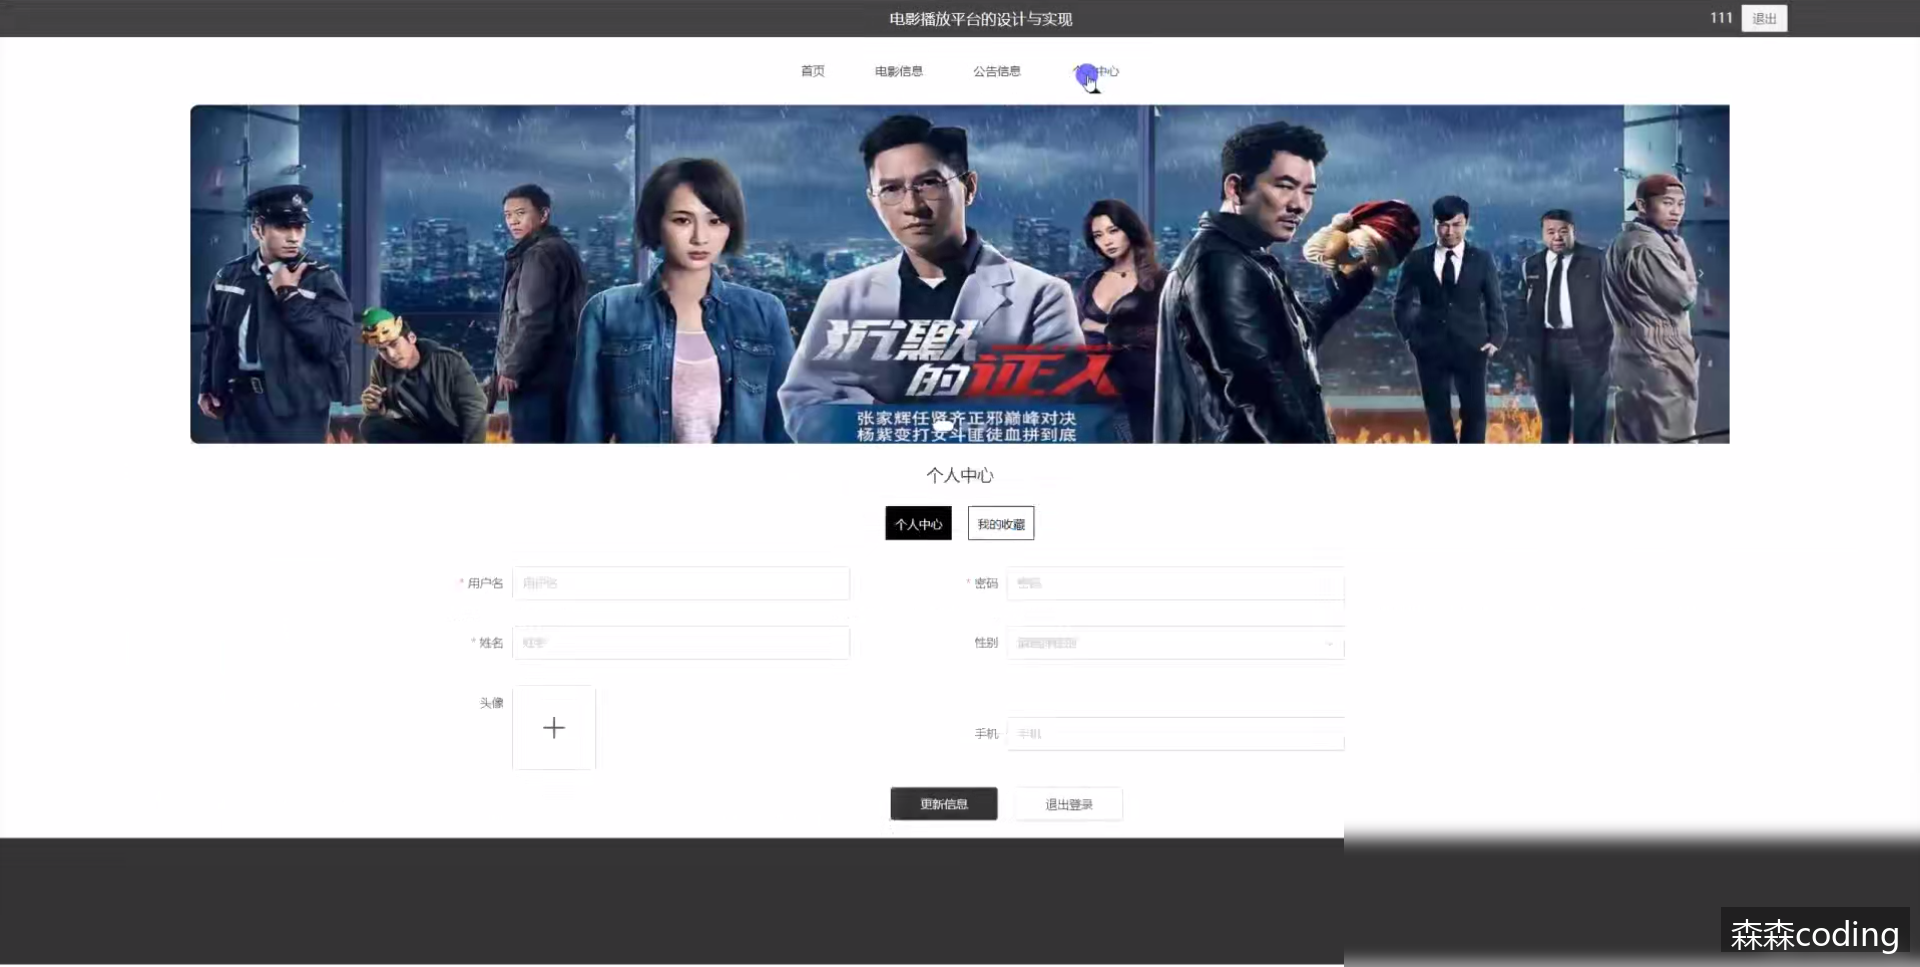 电影播放平台的设计与实现
111
退出
首页
电影信息
公告信息
中心
沉默
的证人
张家辉任贤齐正邪巅峰对决
杨紫变打女斗匪徒血拼到底
个人中心
个人中心
我的收藏
* 用户名
用户名
* 密码
密码
* 姓名
姓名
性别
头像
手机
手机
更新信息
退出登录
森森coding